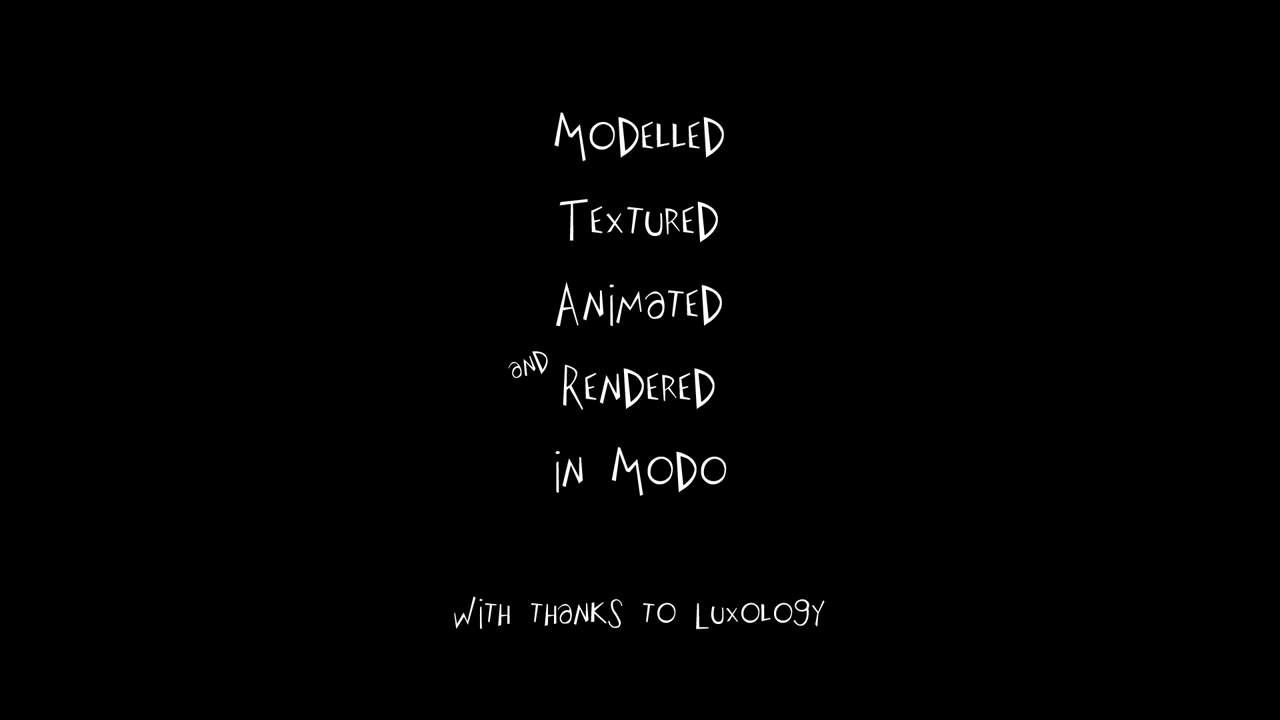 Modelled
Textured
Animated
and Rendered
in Modo
with thanks to Luxology